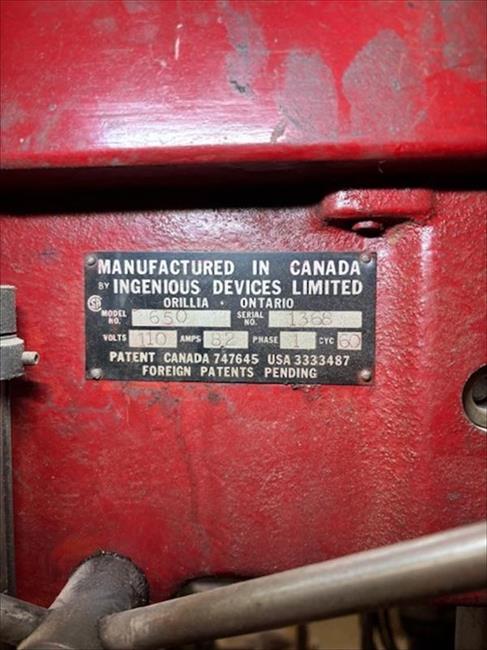 MANUFACTURED IN CANADA
BY INGENIOUS DEVICES LIMITED
ORILLIA • ONTARIO
MODEL NO. 650 SERIAL NO. 1368
VOLTS 110 AMPS 8.2 PHASE 1 CYC 60
PATENT CANADA 747645 USA 3333487
FOREIGN PATENTS PENDING